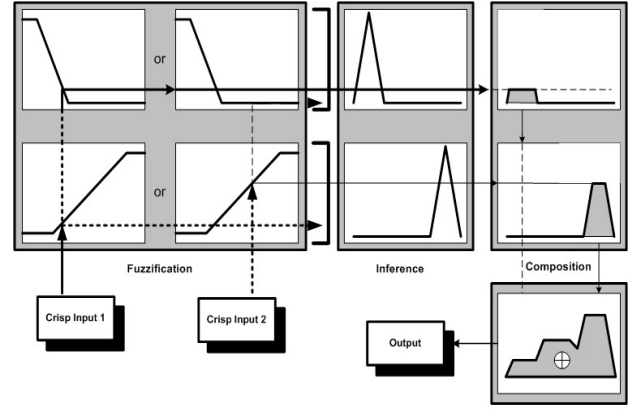 or
or
Fuzzification
Inference
Composition
Crisp Input 1
Crisp Input 2
Output